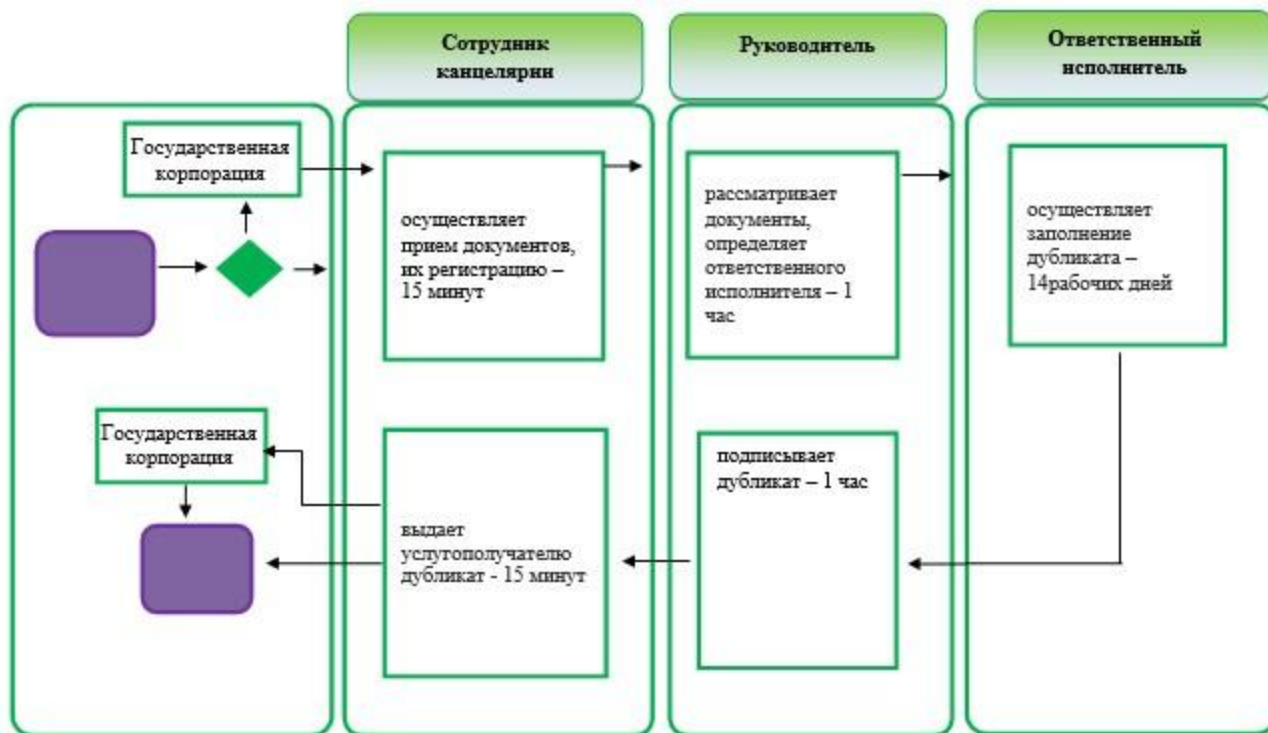 Сотрудник
канцелярии
Руководитель
Ответственный
исполнитель
Государственная
корпорация
осуществляет
прием документов,
их регистрацию –
15 минут
рассматривает
документы,
определяет
ответственного
исполнителя – 1
час
осуществляет
заполнение
дубликата –
14рабочих дней
Государственная
корпорация
выдает
услугополучателю
дубликат - 15 минут
подписывает
дубликат – 1 час